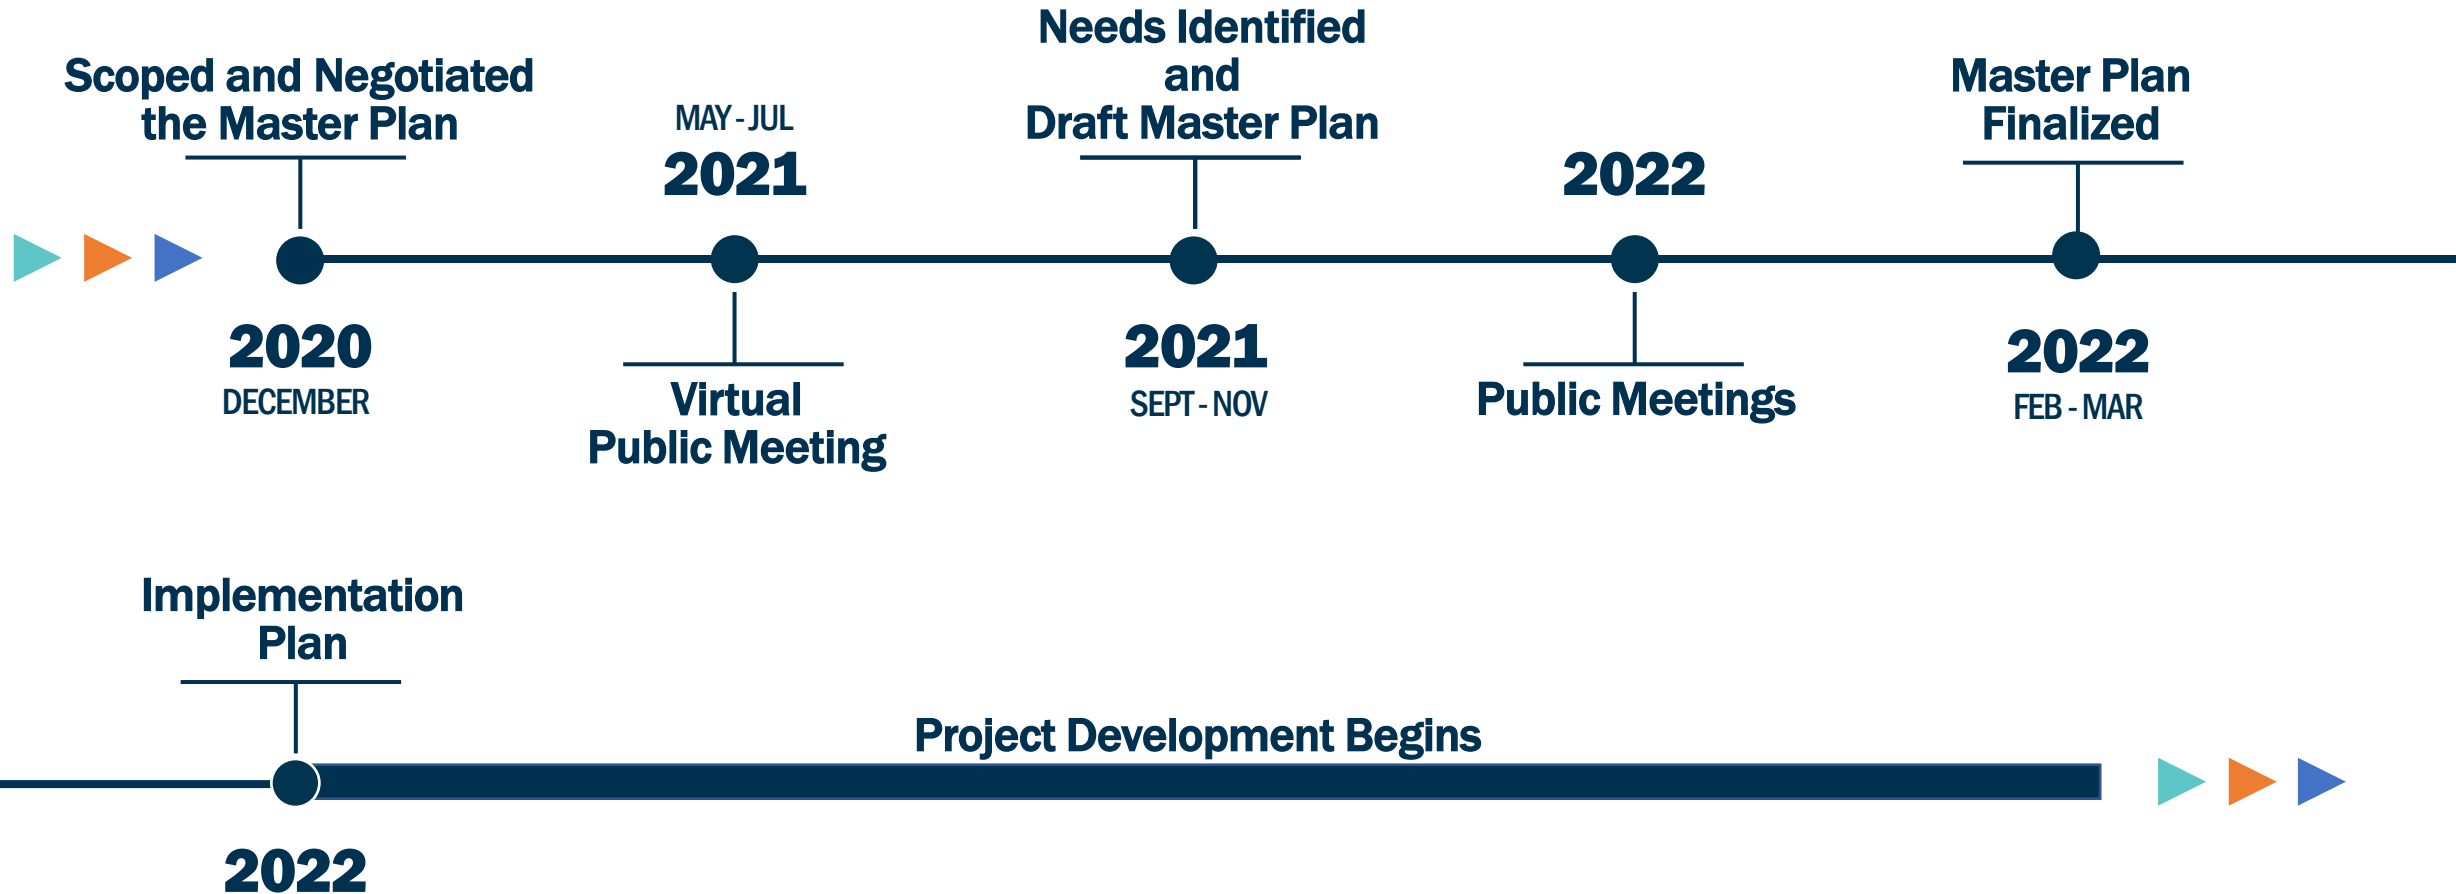 Scoped and Negotiated
the Master Plan
2020
DECEMBER
MAY - JUL
2021
Virtual
Public Meeting
Needs Identified
and
Draft Master Plan
2021
SEPT - NOV
2022
Public Meetings
Master Plan
Finalized
2022
FEB - MAR
Implementation
Plan
2022
Project Development Begins